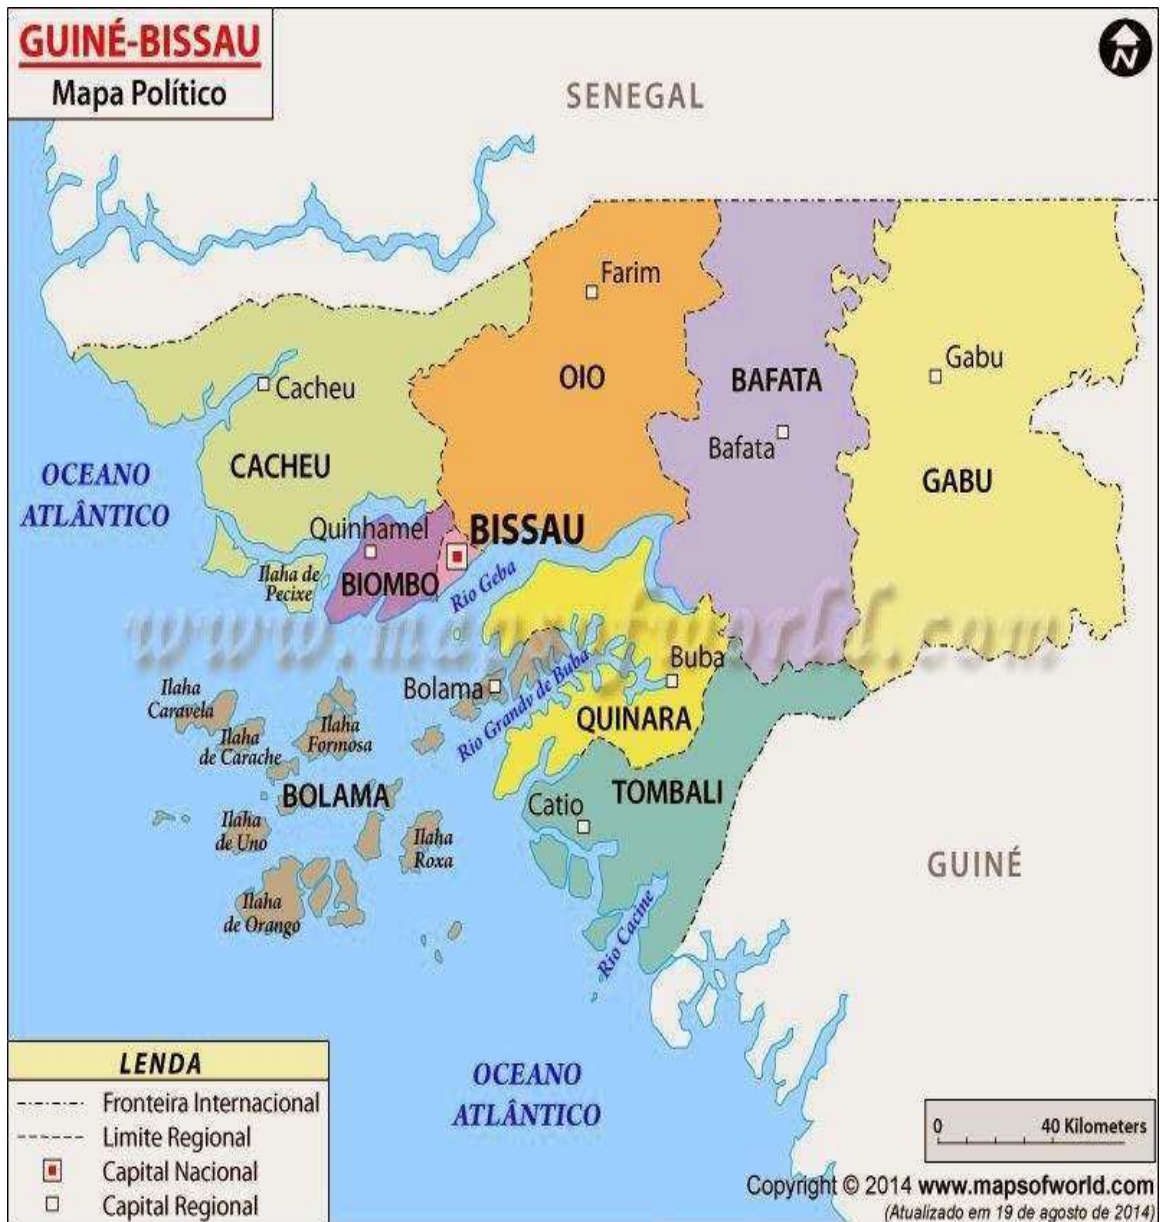 GUINÉ-BISSAU
Mapa Político
N
SENEGAL
Farim
OIO
BAFATA
Gabu
Cacheu
Bafata
CACHEU
GABU
OCEANO
ATLÂNTICO
Quinhamel
BISSAU
Ilaha de
Pecixe
BIOMBO
Rio Geba
www.mapsofworld.com
Buba
Bolama
Rio Grandv de Buba
QUINARA
Ilaha
Caravela
Ilaha
de Carache
Ilaha
Formosa
BOLAMA
TOMBALI
Catio
Ilaha
de Uno
Ilaha
Roxa
GUINÉ
Ilaha
de Orango
Rio Cacine
OCEANO
ATLÂNTICO
LENDA
Fronteira Internacional
Limite Regional
Capital Nacional
Capital Regional
0 40 Kilometers
Copyright © 2014 www.mapsofworld.com
(Atualizado em 19 de agosto de 2014)